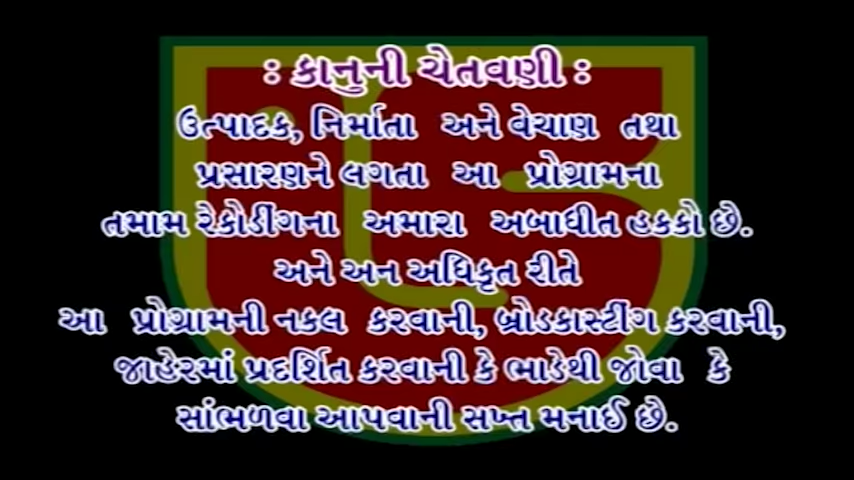 : કાનુની ચેતવણી :
ઉત્પાદક, નિર્માતા અને વેચાણ તથા
પ્રસારણને લગતા આ પ્રોગ્રામના
તમામ રેકોર્ડીંગના અમારા અબાધીત હકકો છે.
અને અન અધિકૃત રીતે
આ પ્રોગ્રામની નકલ કરવાની, બ્રોડકાસ્ટીંગ કરવાની,
જાહેરમાં પ્રદર્શિત કરવાની કે ભાડેથી જોવા કે
સાંભળવા આપવાની સખ્ત મનાઈ છે.